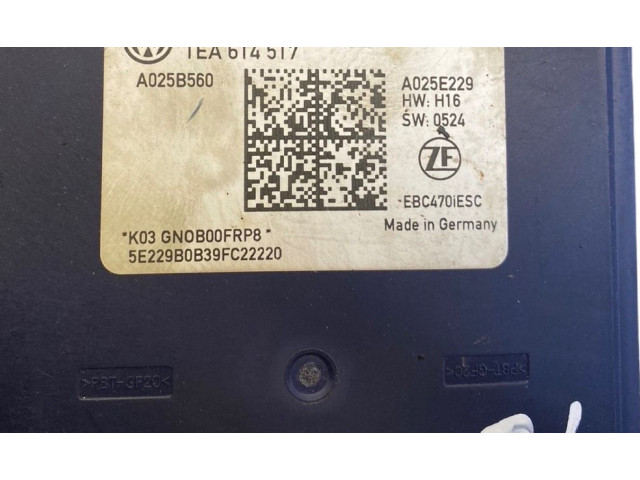 1EA 614 517
A025B560
A025E229
HW: H16
SW: 0524
ZF
EBC470iESC
Made in Germany
*K03 GNOB00FRP8*
5E229B0B39FC22220
>PBT-GF20<
>PBT-GF20<